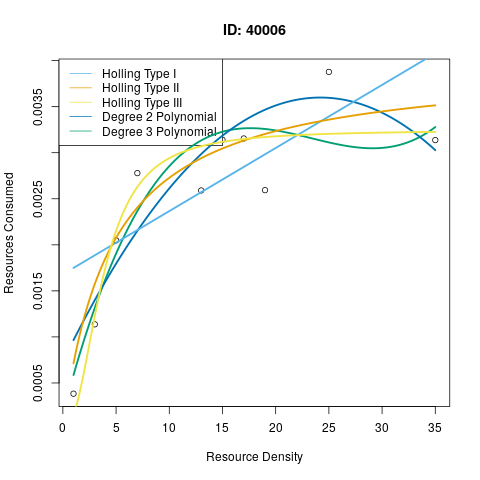 ID: 40006
Holling Type I
Holling Type II
Holling Type III
Degree 2 Polynomial
Degree 3 Polynomial
Resources Consumed
0.0005 0.0015 0.0025 0.0035
0 5 10 15 20 25 30 35
Resource Density